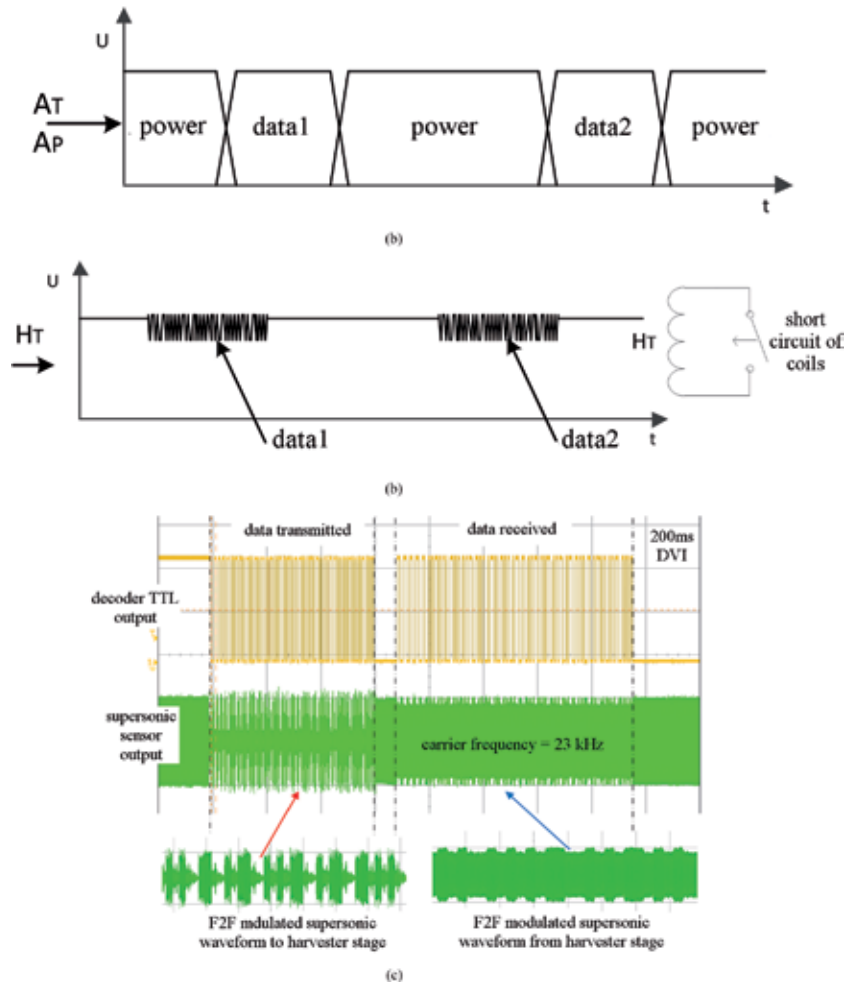 U
AT
AP
power
data1
power
data2
power
t
(b)
U
HT
HT
short
circuit of
coils
data1
data2
t
(b)
data transmitted
data received
200ms
DVI
decoder TTL
output
supersonic
sensor
output
carrier frequency = 23 kHz
F2F mdulated supersonic
waveform to harvester stage
F2F modulated supersonic
waveform from harvester stage
(c)